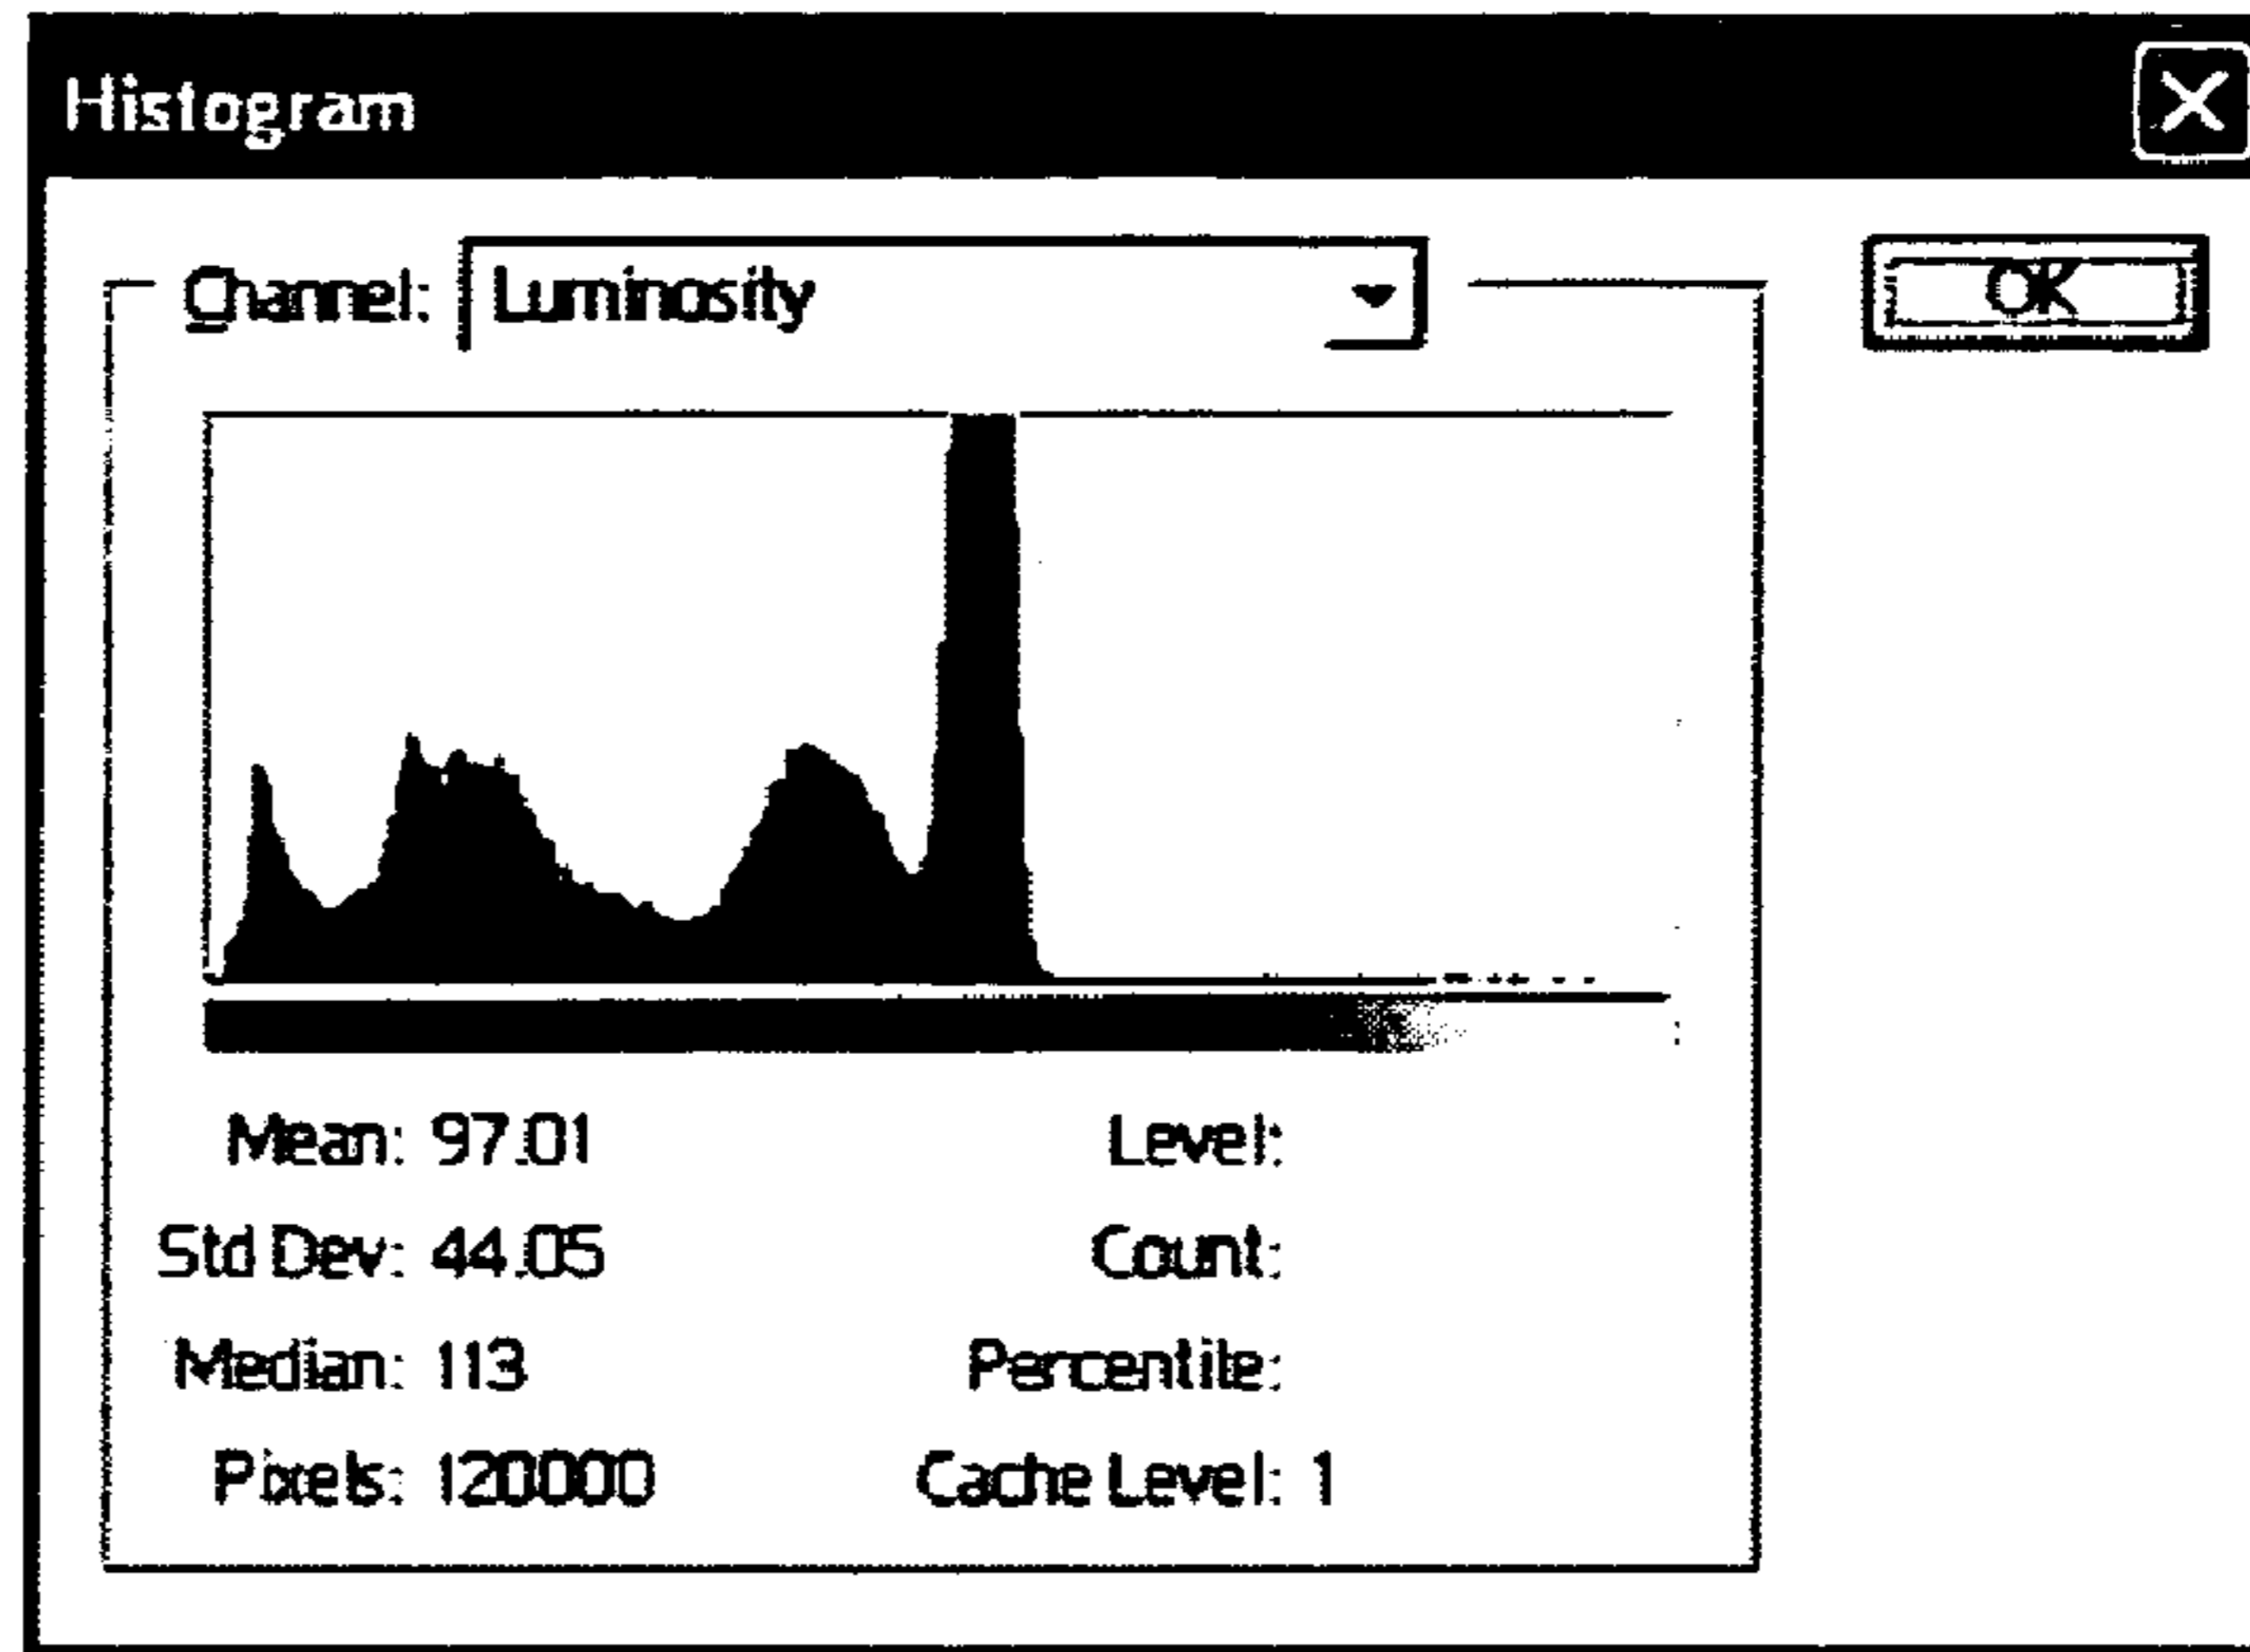 Histogram
Channel: Luminosity
OK
Mean: 97.01
Level:
Std Dev: 44.05
Count:
Median: 113
Percentile:
Pixels: 120000
Cache Level: 1